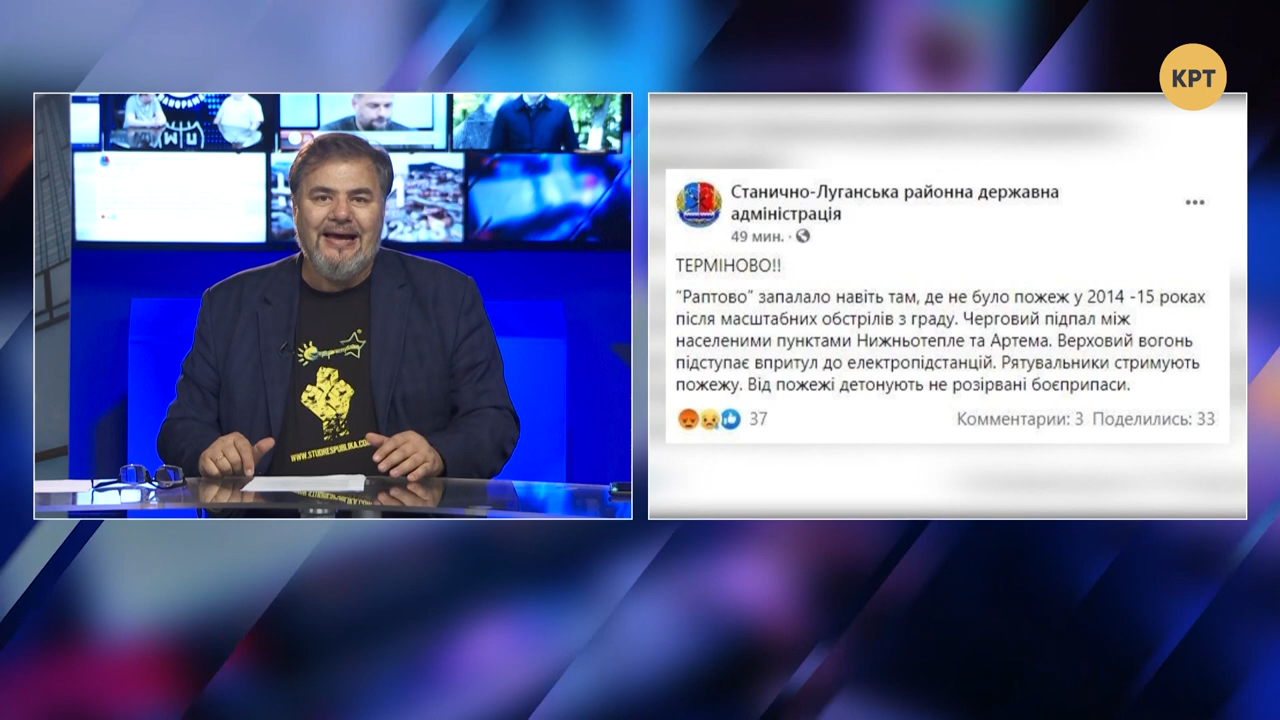 КРТ
WWW.STUDRESPUBLIKA.COM
Станично-Луганська районна державна
адміністрація
49 мин. ·
ТЕРМІНОВО!!
"Раптово" запалало навіть там, де не було пожеж у 2014 -15 роках
після масштабних обстрілів з граду. Черговий підпал між
населеними пунктами Нижньотепле та Артема. Верховий вогонь
підступає впритул до електропідстанцій. Рятувальники стримують
пожежу. Від пожежі детонують не розірвані боєприпаси.
37 Комментарии: 3 Поделились: 33